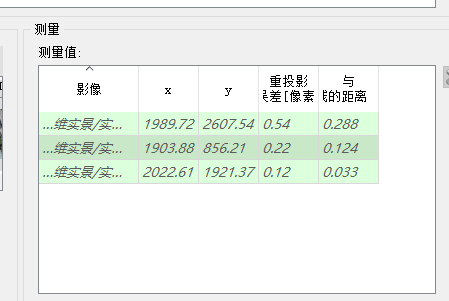 测量
测量值:
影像 x y 重投影 与
误差[像素 线的距离
...维实景/实... 1989.72 2607.54 0.54 0.288
...维实景/实... 1903.88 856.21 0.22 0.124
...维实景/实... 2022.61 1921.37 0.12 0.033